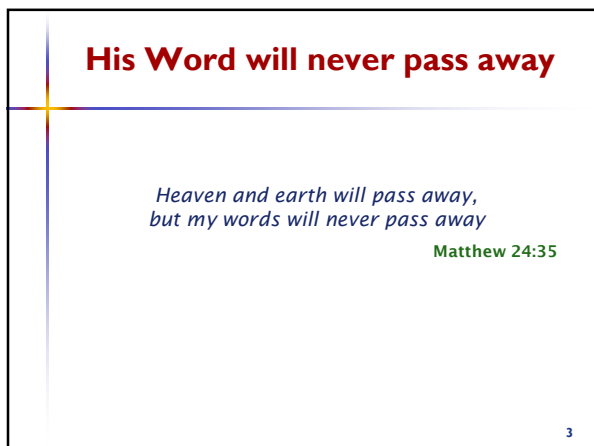 His Word will never pass away
Heaven and earth will pass away,
but my words will never pass away
Matthew 24:35
3